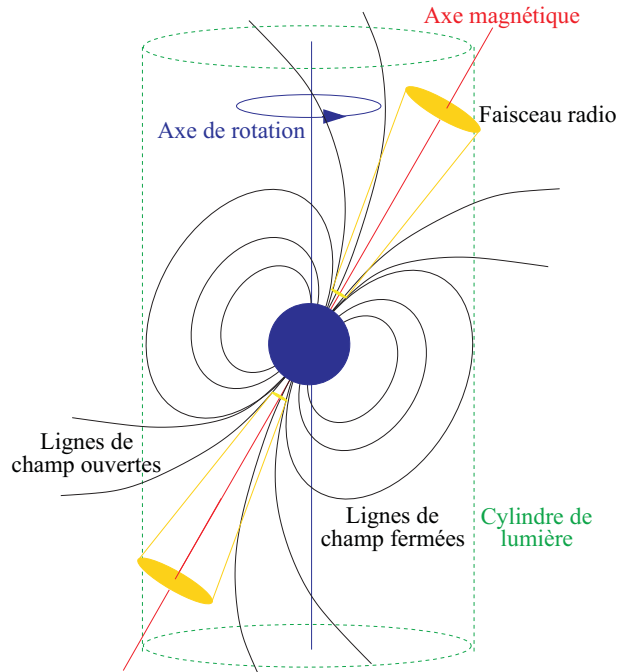 Axe magnétique
Faisceau radio
Axe de rotation
Lignes de
champ ouvertes
Lignes de
champ fermées
Cylindre de
lumière